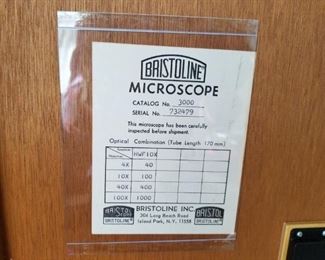 BRISTOLINE
MICROSCOPE
CATALOG No. 3000
SERIAL No. 732479
This microscope has been carefully
inspected before shipment.
Optical Combination (Tube Length 170 mm)
HWF10X
4X 40
10X 100
40X 400
100X 1000
BRISTOLINE BRISTOLINE INC. BRISTOLINE
304 Long Beach Road
Island Park, N.Y. 11558